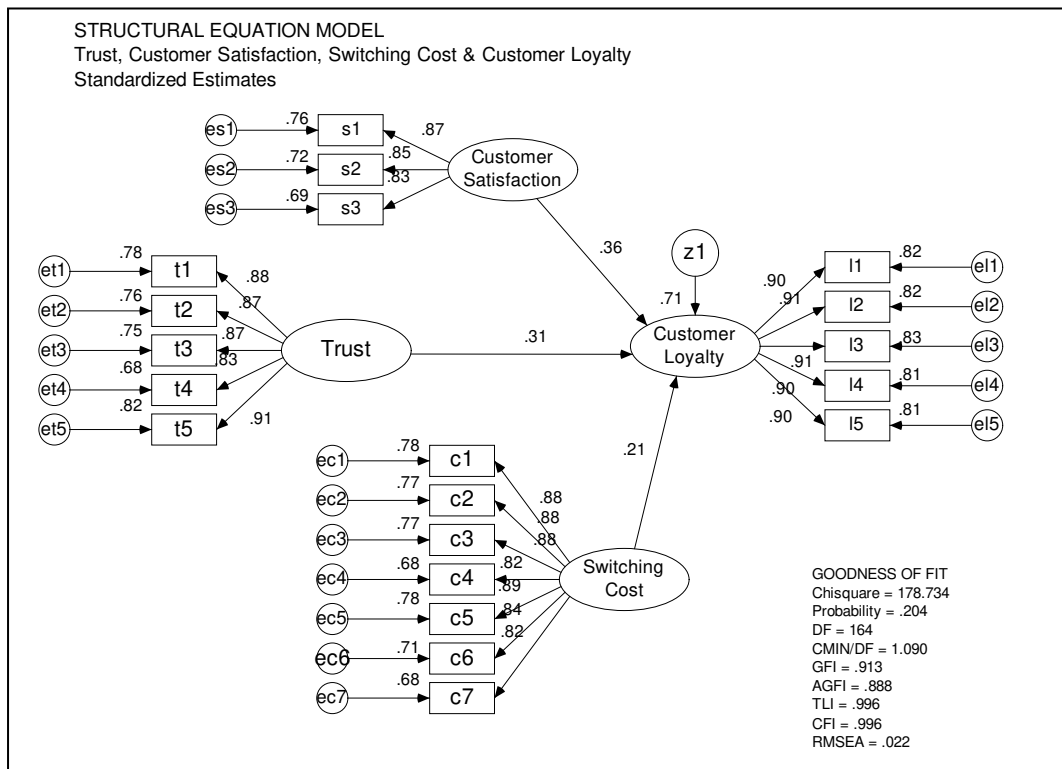 STRUCTURAL EQUATION MODEL
Trust, Customer Satisfaction, Switching Cost & Customer Loyalty
Standardized Estimates
es1 .76 s1 .87
es2 .72 s2 .85
es3 .69 s3 .83
Customer
Satisfaction
.36
z1
.71
et1 .78 t1 .88
et2 .76 t2 .87
et3 .75 t3 .87
et4 .68 t4 .83
et5 .82 t5 .91
Trust
.31
Customer
Loyalty
.90 l1 .82 el1
.91 l2 .82 el2
.91 l3 .83 el3
.90 l4 .81 el4
.90 l5 .81 el5
.21
ec1 .78 c1 .88
ec2 .77 c2 .88
ec3 .77 c3 .88
ec4 .68 c4 .82
ec5 .78 c5 .89
ec6 .71 c6 .84
ec7 .68 c7 .82
Switching
Cost
GOODNESS OF FIT
Chisquare = 178.734
Probability = .204
DF = 164
CMIN/DF = 1.090
GFI = .913
AGFI = .888
TLI = .996
CFI = .996
RMSEA = .022